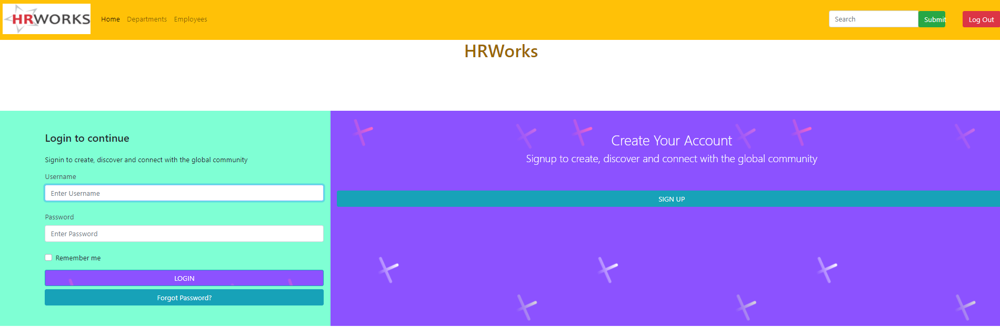 HRWORKS Home Departments Employees Search Submit Log Out
HRWorks
Login to continue
Signin to create, discover and connect with the global community
Username
Enter Username
Password
Enter Password
Remember me
LOGIN
Forgot Password?
Create Your Account
Signup to create, discover and connect with the global community
SIGN UP